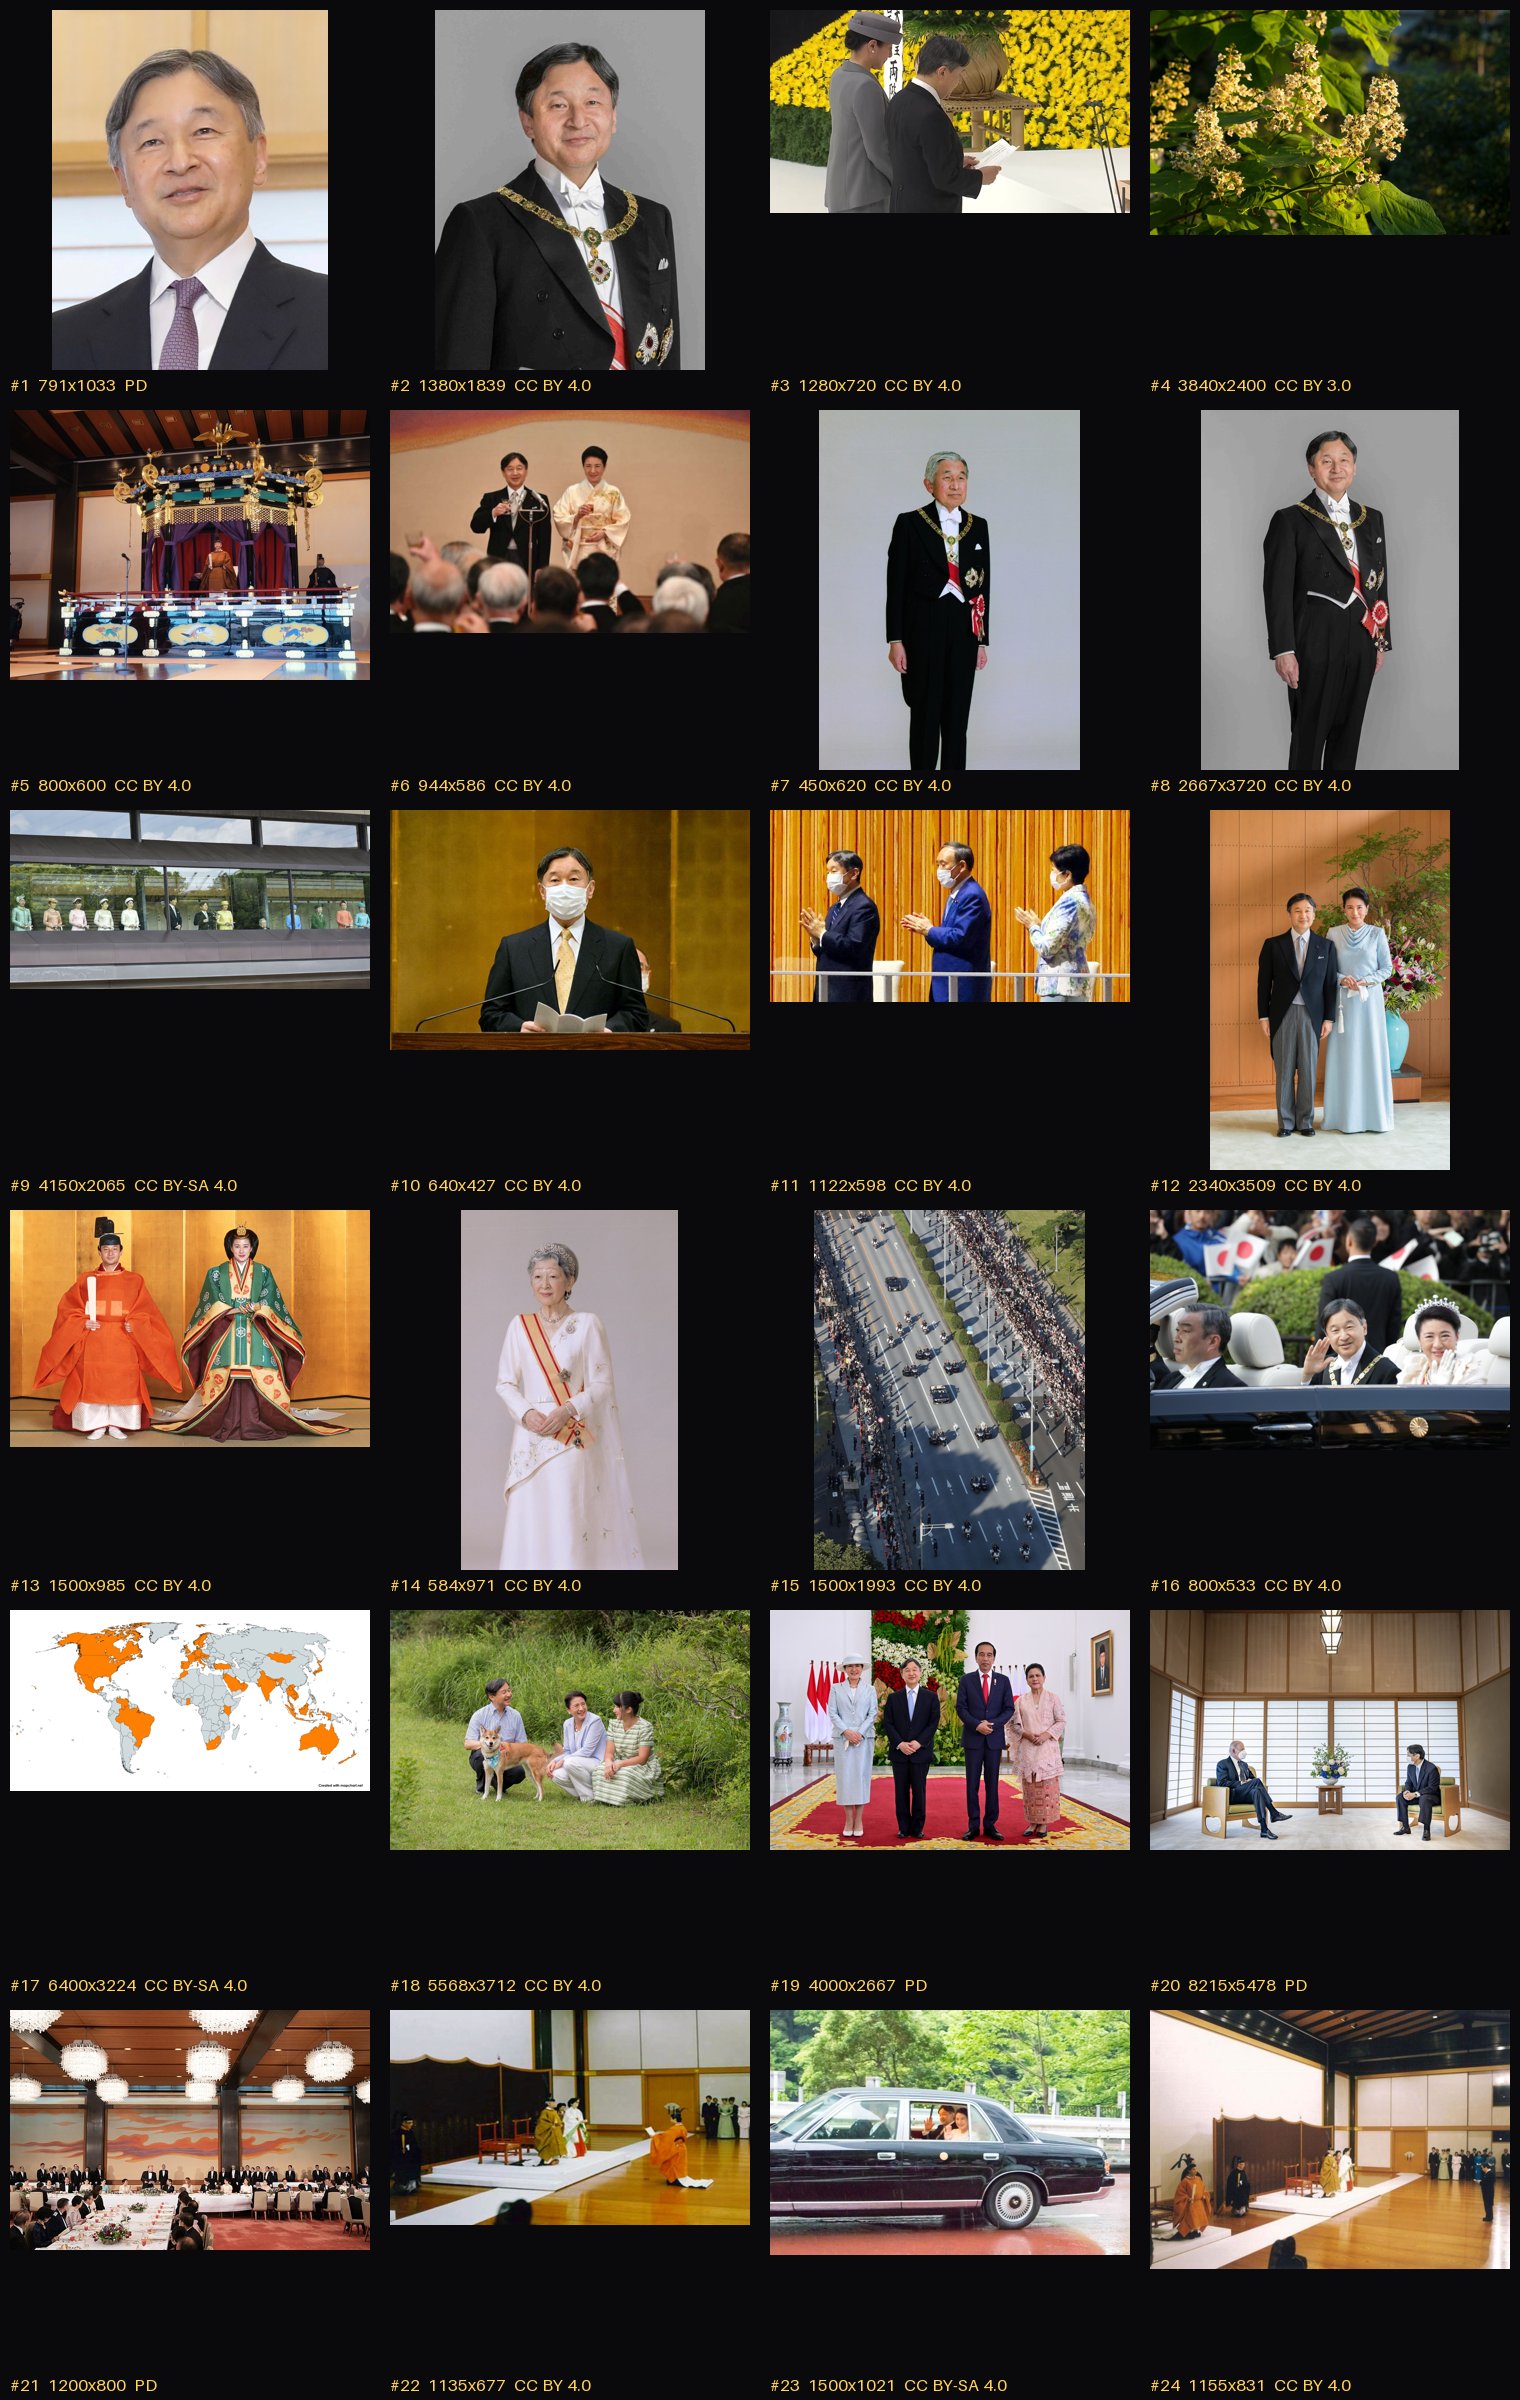 #1 791x1033 PD
#2 1380x1839 CC BY 4.0
#3 1280x720 CC BY 4.0
#4 3840x2400 CC BY 3.0
#5 800x600 CC BY 4.0
#6 944x586 CC BY 4.0
#7 450x620 CC BY 4.0
#8 2667x3720 CC BY 4.0
#9 4150x2065 CC BY-SA 4.0
#10 640x427 CC BY 4.0
#11 1122x598 CC BY 4.0
#12 2340x3509 CC BY 4.0
#13 1500x985 CC BY 4.0
#14 584x971 CC BY 4.0
#15 1500x1993 CC BY 4.0
#16 800x533 CC BY 4.0
Created with mapchart.net
#17 6400x3224 CC BY-SA 4.0
#18 5568x3712 CC BY 4.0
#19 4000x2667 PD
#20 8215x5478 PD
#21 1200x800 PD
#22 1135x677 CC BY 4.0
#23 1500x1021 CC BY-SA 4.0
#24 1155x831 CC BY 4.0